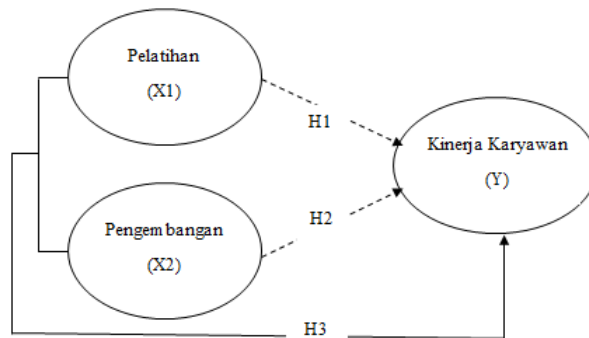 Pelatihan
(X1)
H1
Kinerja Karyawan
(Y)
Pengembangan
(X2)
H2
H3